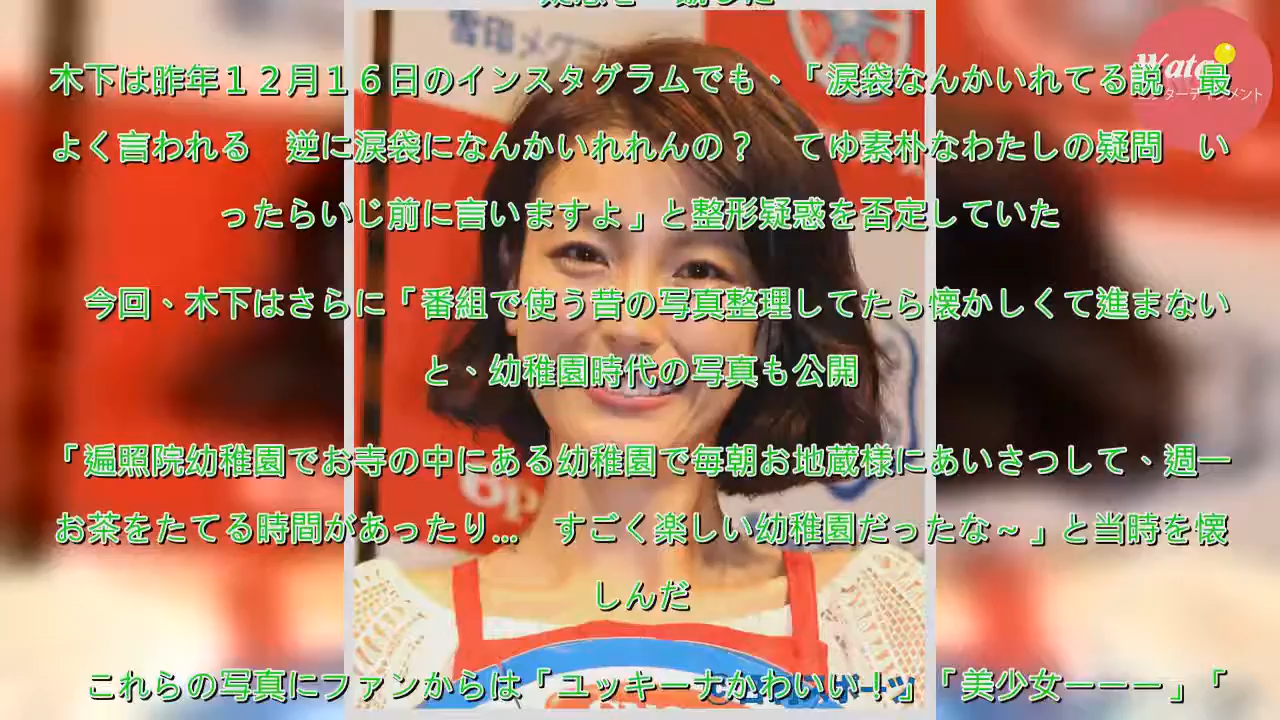 木下は昨年１２月１６日のインスタグラムでも、「涙袋なんかいれてる説　最
よく言われる　逆に涙袋になんかいれれんの？　てゆ素朴なわたしの疑問　い
ったらいじ前に言いますよ」と整形疑惑を否定していた
今回、木下はさらに「番組で使う昔の写真整理してたら懐かしくて進まない
と、幼稚園時代の写真も公開
「遍照院幼稚園でお寺の中にある幼稚園で毎朝お地蔵様にあいさつして、週一
お茶をたてる時間があったり...　すごく楽しい幼稚園だったな～」と当時を懐
しんだ
これらの写真にファンからは「ユッキーナかわいい！」「美少女ーーー」「